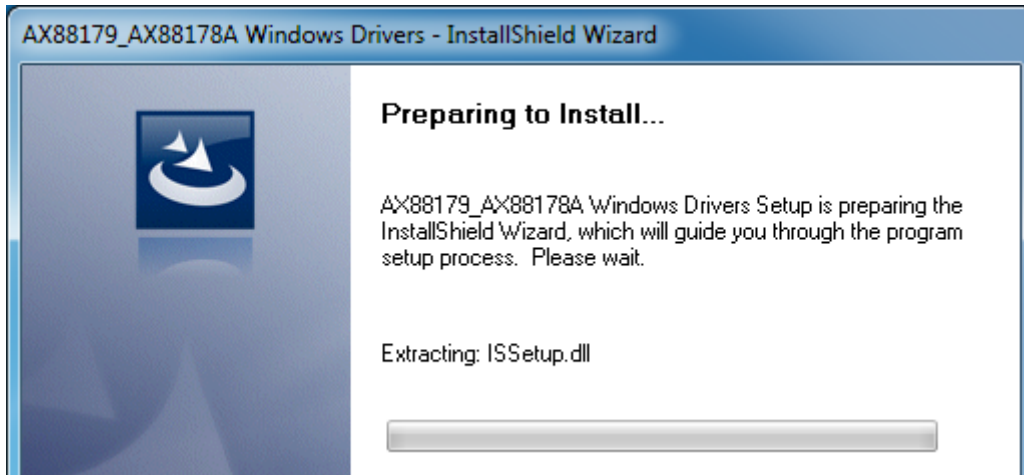 AX88179_AX88178A Windows Drivers - InstallShield Wizard
Preparing to Install...
AX88179_AX88178A Windows Drivers Setup is preparing the
InstallShield Wizard, which will guide you through the program
setup process.  Please wait.
Extracting: ISSetup.dll